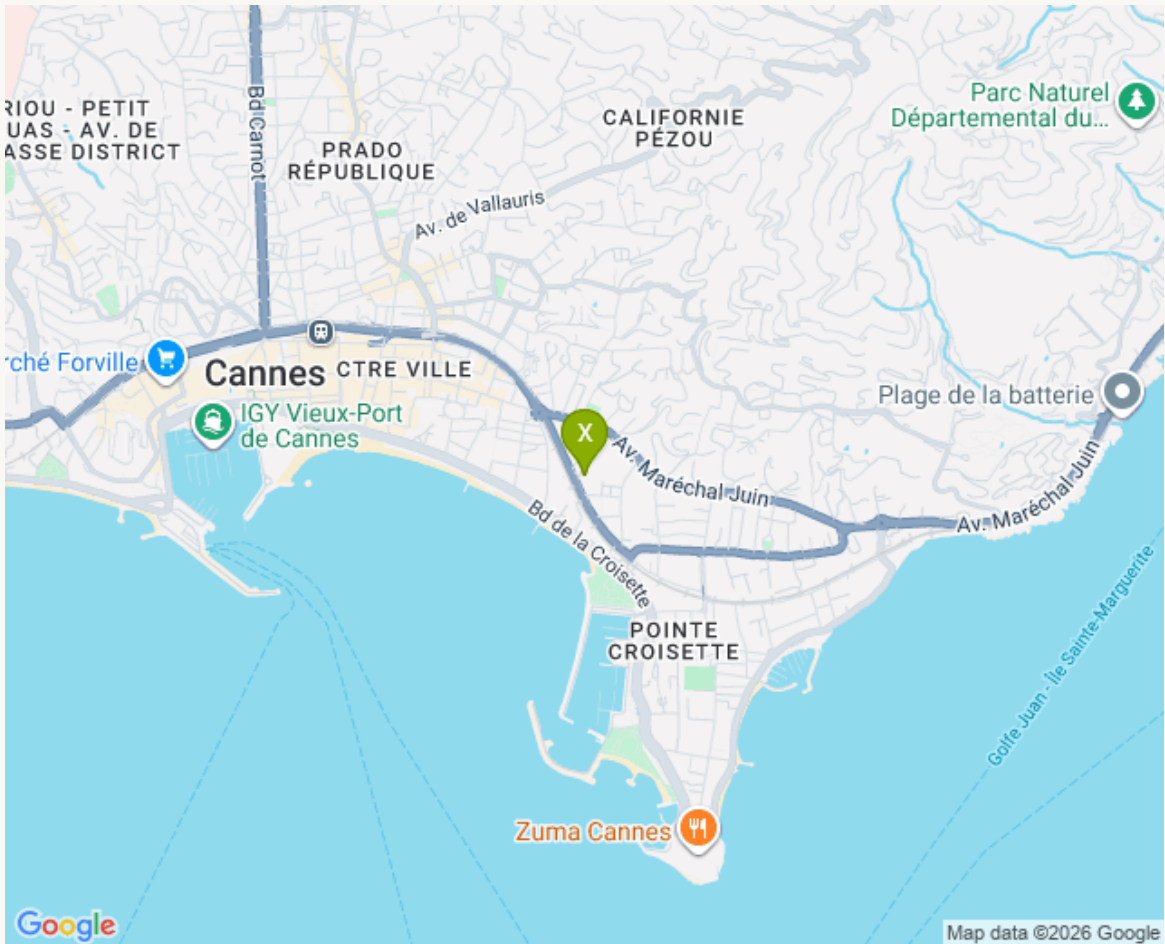 RIOU - PETIT
UAS - AV. DE
ASSE DISTRICT
Bd Carnot
PRADO
RÉPUBLIQUE
CALIFORNIE
PÉZOU
Parc Naturel
Départemental du...
Av. de Vallauris
rché Forville
Cannes
CTRE VILLE
IGY Vieux-Port
de Cannes
X
Plage de la batterie
Av. Maréchal Juin
Av. Maréchal Juin
Bd de la Croisette
POINTE
CROISETTE
Golfe Juan - Île Sainte-Marguerite
Zuma Cannes
Google
Map data ©2026 Google